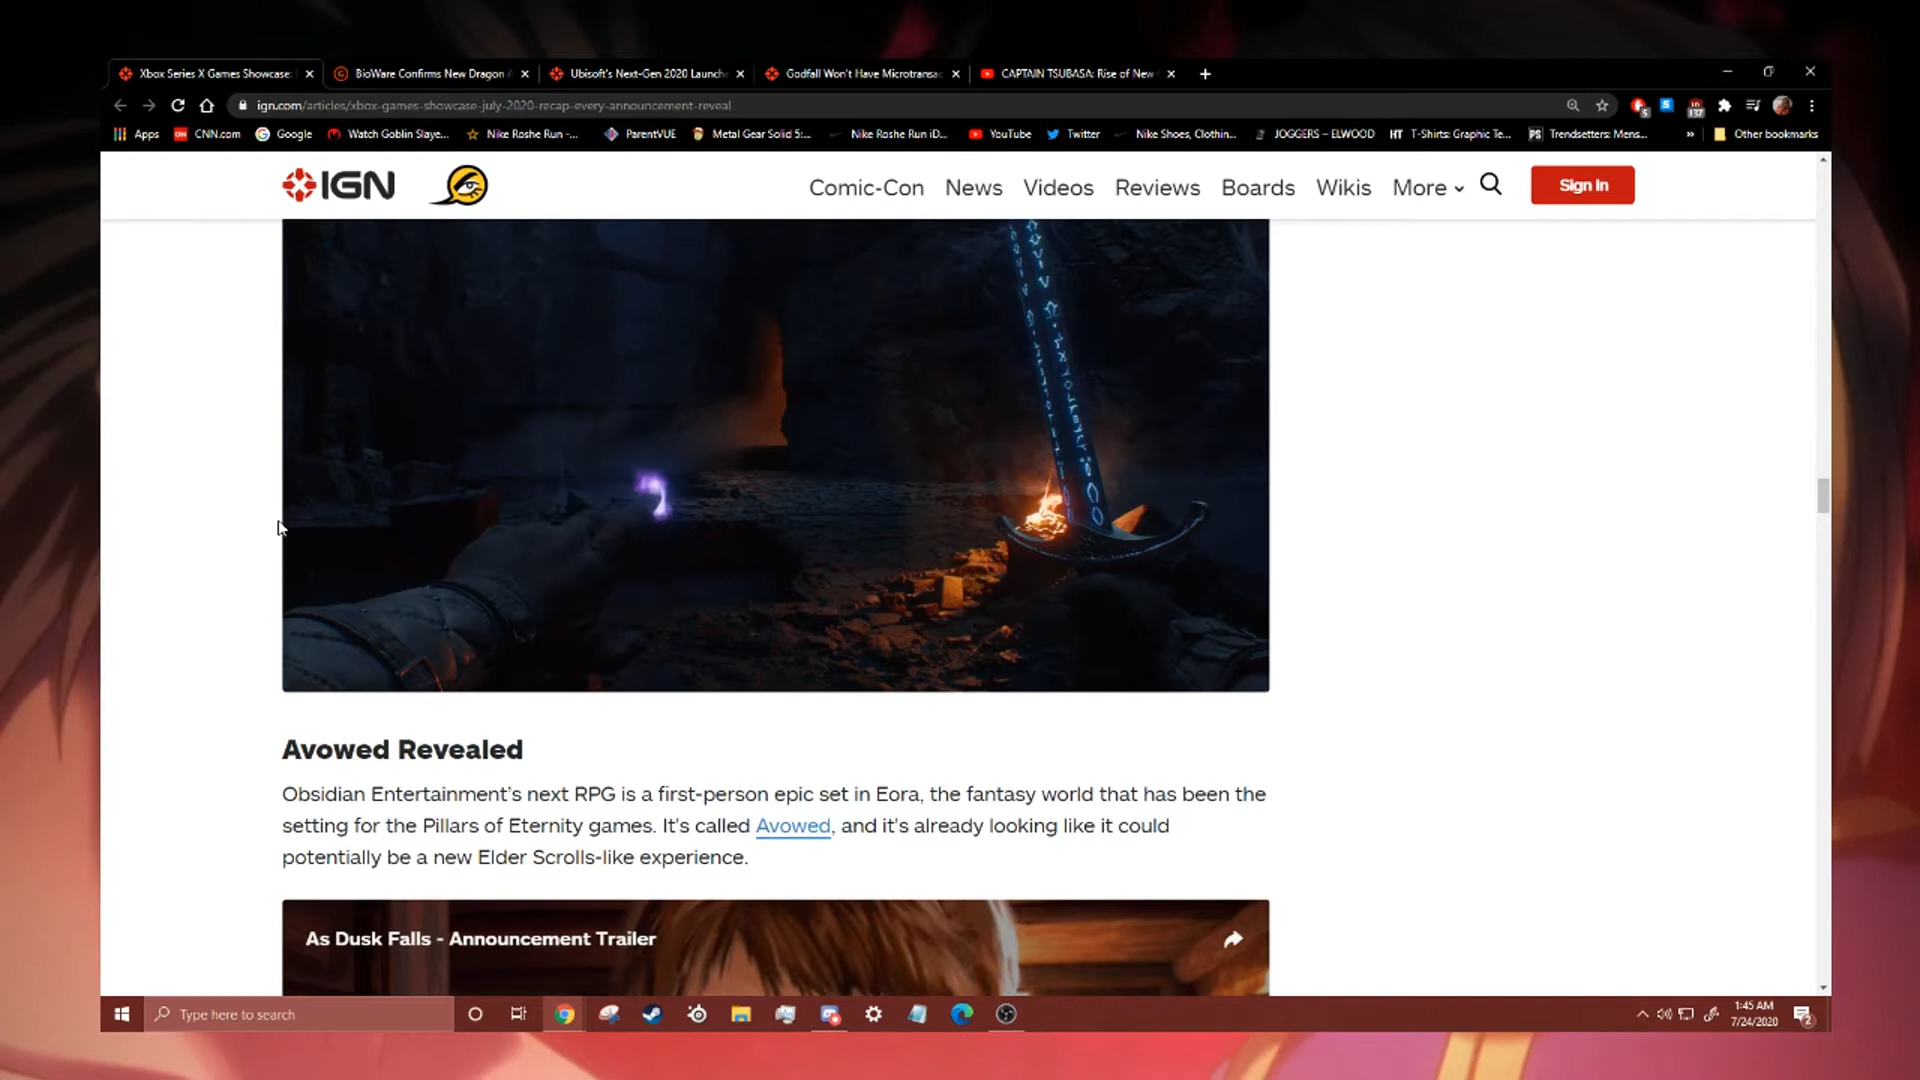 Xbox Series X Games Showcase:
BioWare Confirms New Dragon A
Ubisoft's Next-Gen 2020 Launch
Godfall Won't Have Microtransac
CAPTAIN TSUBASA: Rise of New
ign.com/articles/xbox-games-showcase-july-2020-recap-every-announcement-reveal
5
137
Apps
CNN.com
Google
Watch Goblin Slaye...
Nike Roshe Run -...
ParentVUE
Metal Gear Solid 5:...
Nike Roshe Run iD...
YouTube
Twitter
Nike Shoes, Clothin...
JOGGERS – ELWOOD
HT
T-Shirts: Graphic Te...
PS
Trendsetters: Mens...
»
Other bookmarks
IGN
Comic-Con
News
Videos
Reviews
Boards
Wikis
More
Sign In
Avowed Revealed
Obsidian Entertainment's next RPG is a first-person epic set in Eora, the fantasy world that has been the
setting for the Pillars of Eternity games. It's called Avowed, and it's already looking like it could
potentially be a new Elder Scrolls-like experience.
As Dusk Falls - Announcement Trailer
Type here to search
1:45 AM
7/24/2020
2